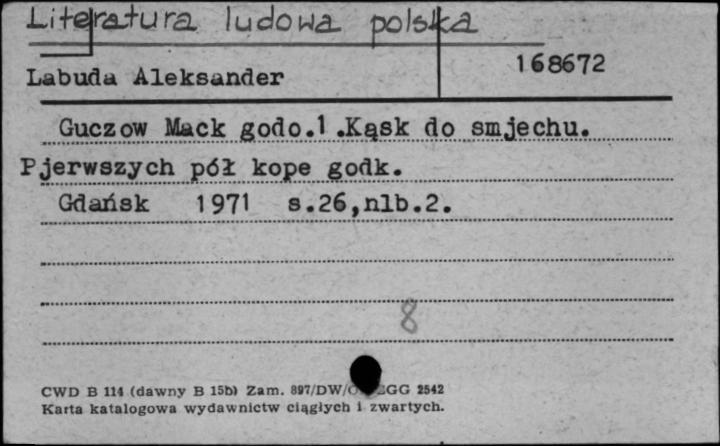 Literatura ludowa polska
168672
Labuda Aleksander
Guczow Mack godo.1.Kąsk do smjechu.
Pjerwszych pół kope godk.
Gdańsk 1971 s.26,nlb.2.
8
CWD B 114 (dawny B 15b) Zam. 897/DW/ GG 2542
Karta katalogowa wydawnictw ciągłych i zwartych.